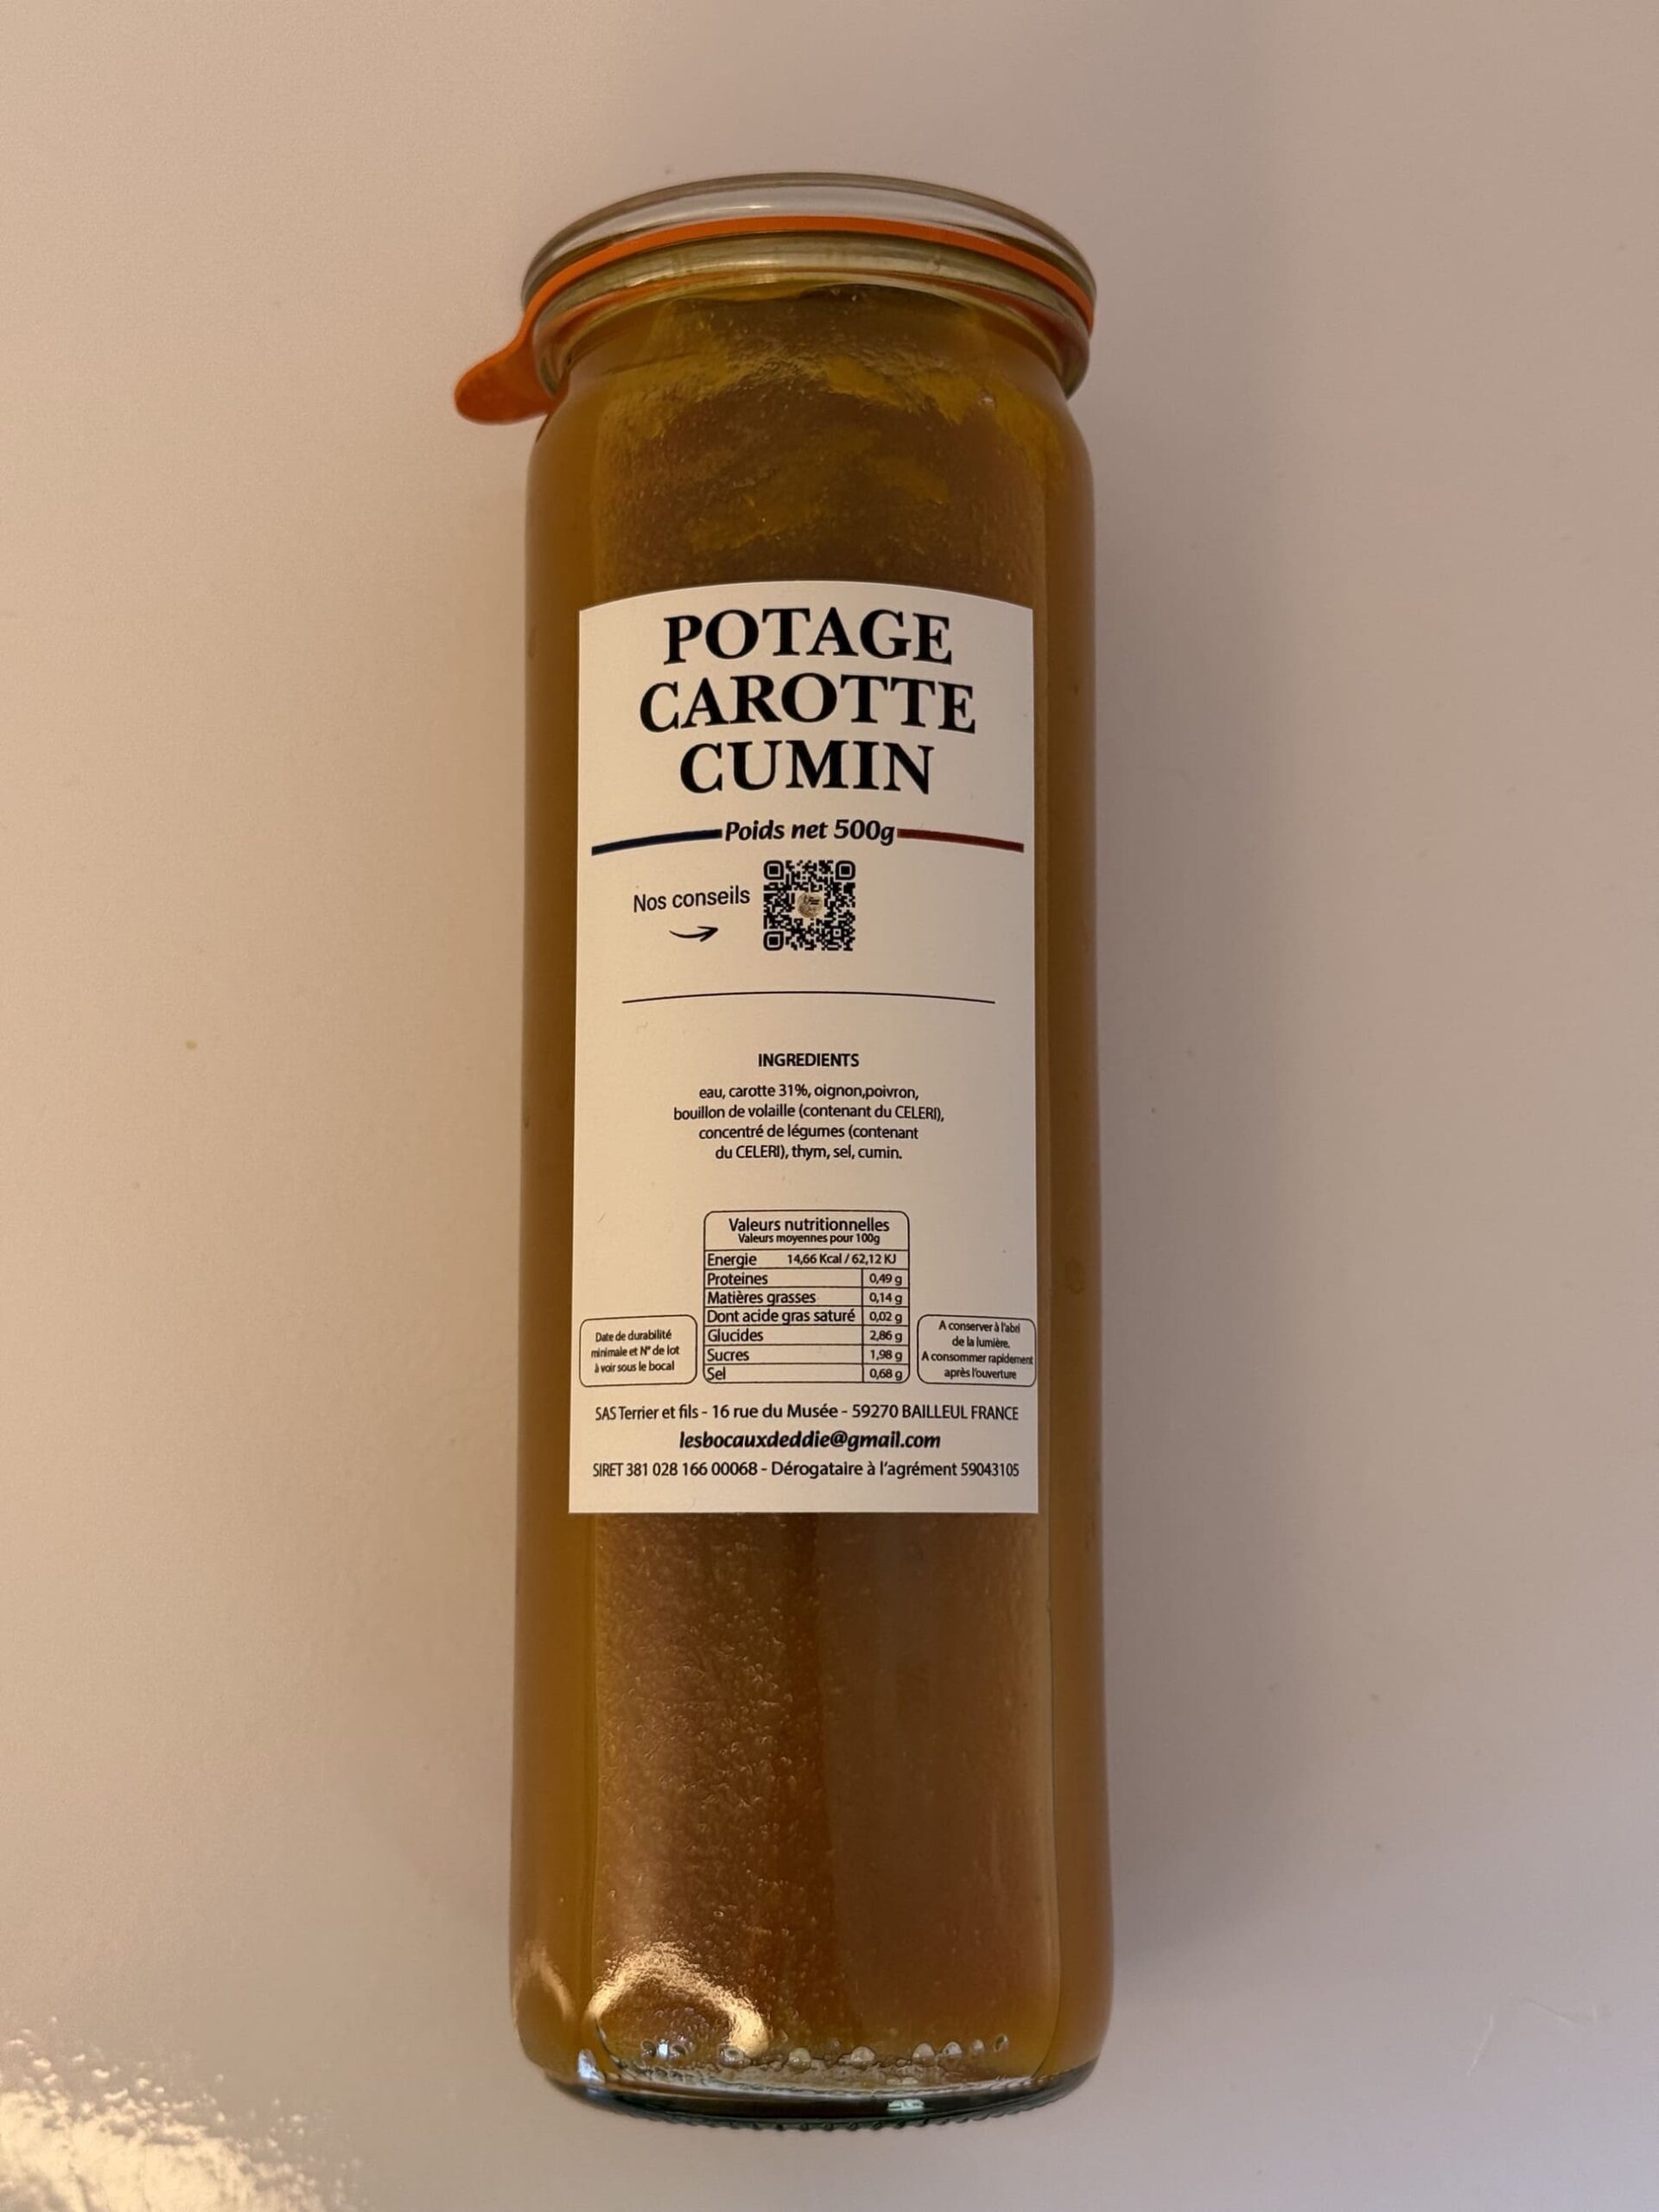 POTAGE
CAROTTE
CUMIN
Poids net 500g
Nos conseils
INGREDIENTS
eau, carotte 31%, oignon,poivron,
bouillon de volaille (contenant du CELERI),
concentré de légumes (contenant
du CELERI), thym, sel, cumin.
Valeurs nutritionnelles
Valeurs moyennes pour 100g
Energie 14,66 Kcal / 62,12 KJ
Proteines 0,49 g
Matières grasses 0,14 g
Dont acide gras saturé 0,02 g
Glucides 2,86 g
Sucres 1,98 g
Sel 0,68 g
Date de durabilité
minimale et N° de lot
à voir sous le bocal
A conserver à l'abri
de la lumière.
A consommer rapidement
après l'ouverture
SAS Terrier et fils - 16 rue du Musée - 59270 BAILLEUL FRANCE
lesbocauxdeddie@gmail.com
SIRET 381 028 166 00068 - Dérogataire à l'agrément 59043105